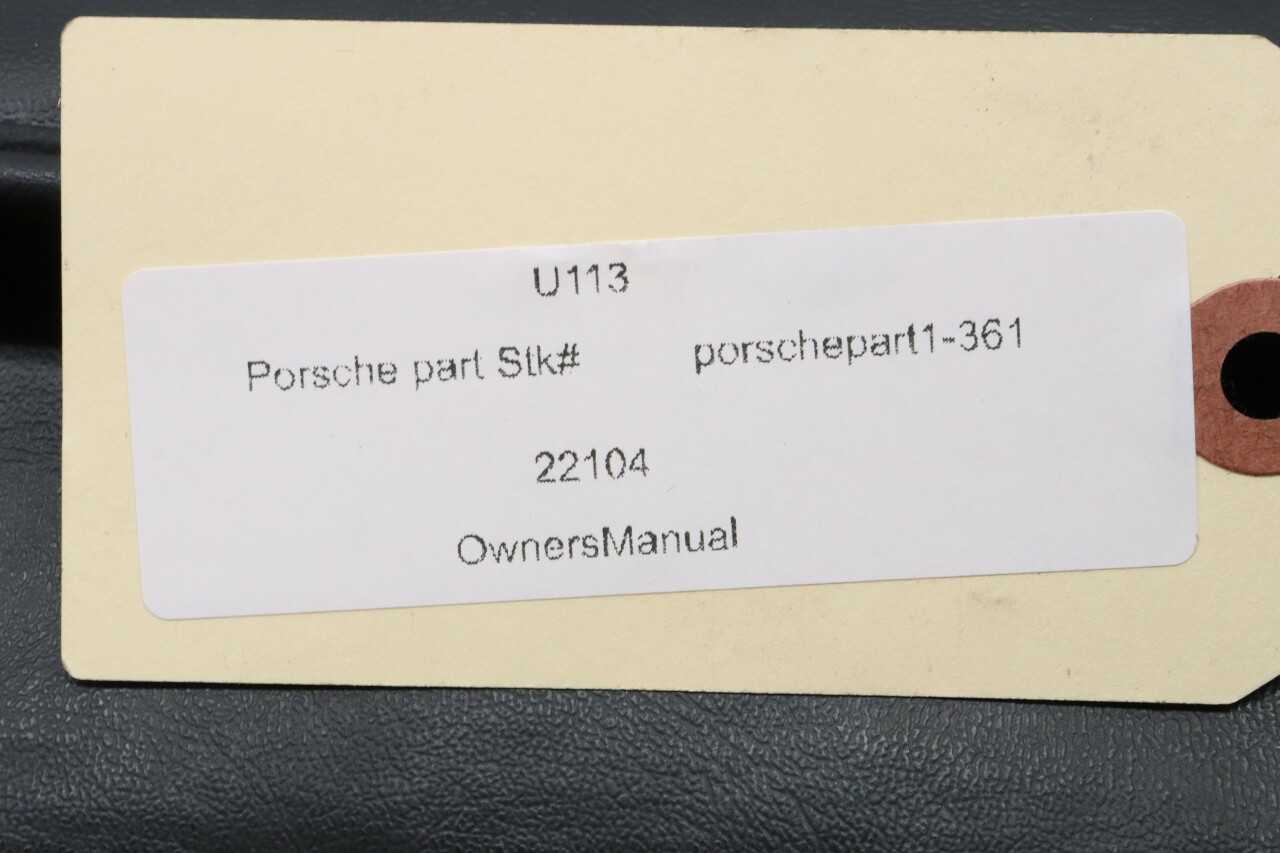 U113
Porsche part Stk# porschepart1-361
22104
OwnersManual